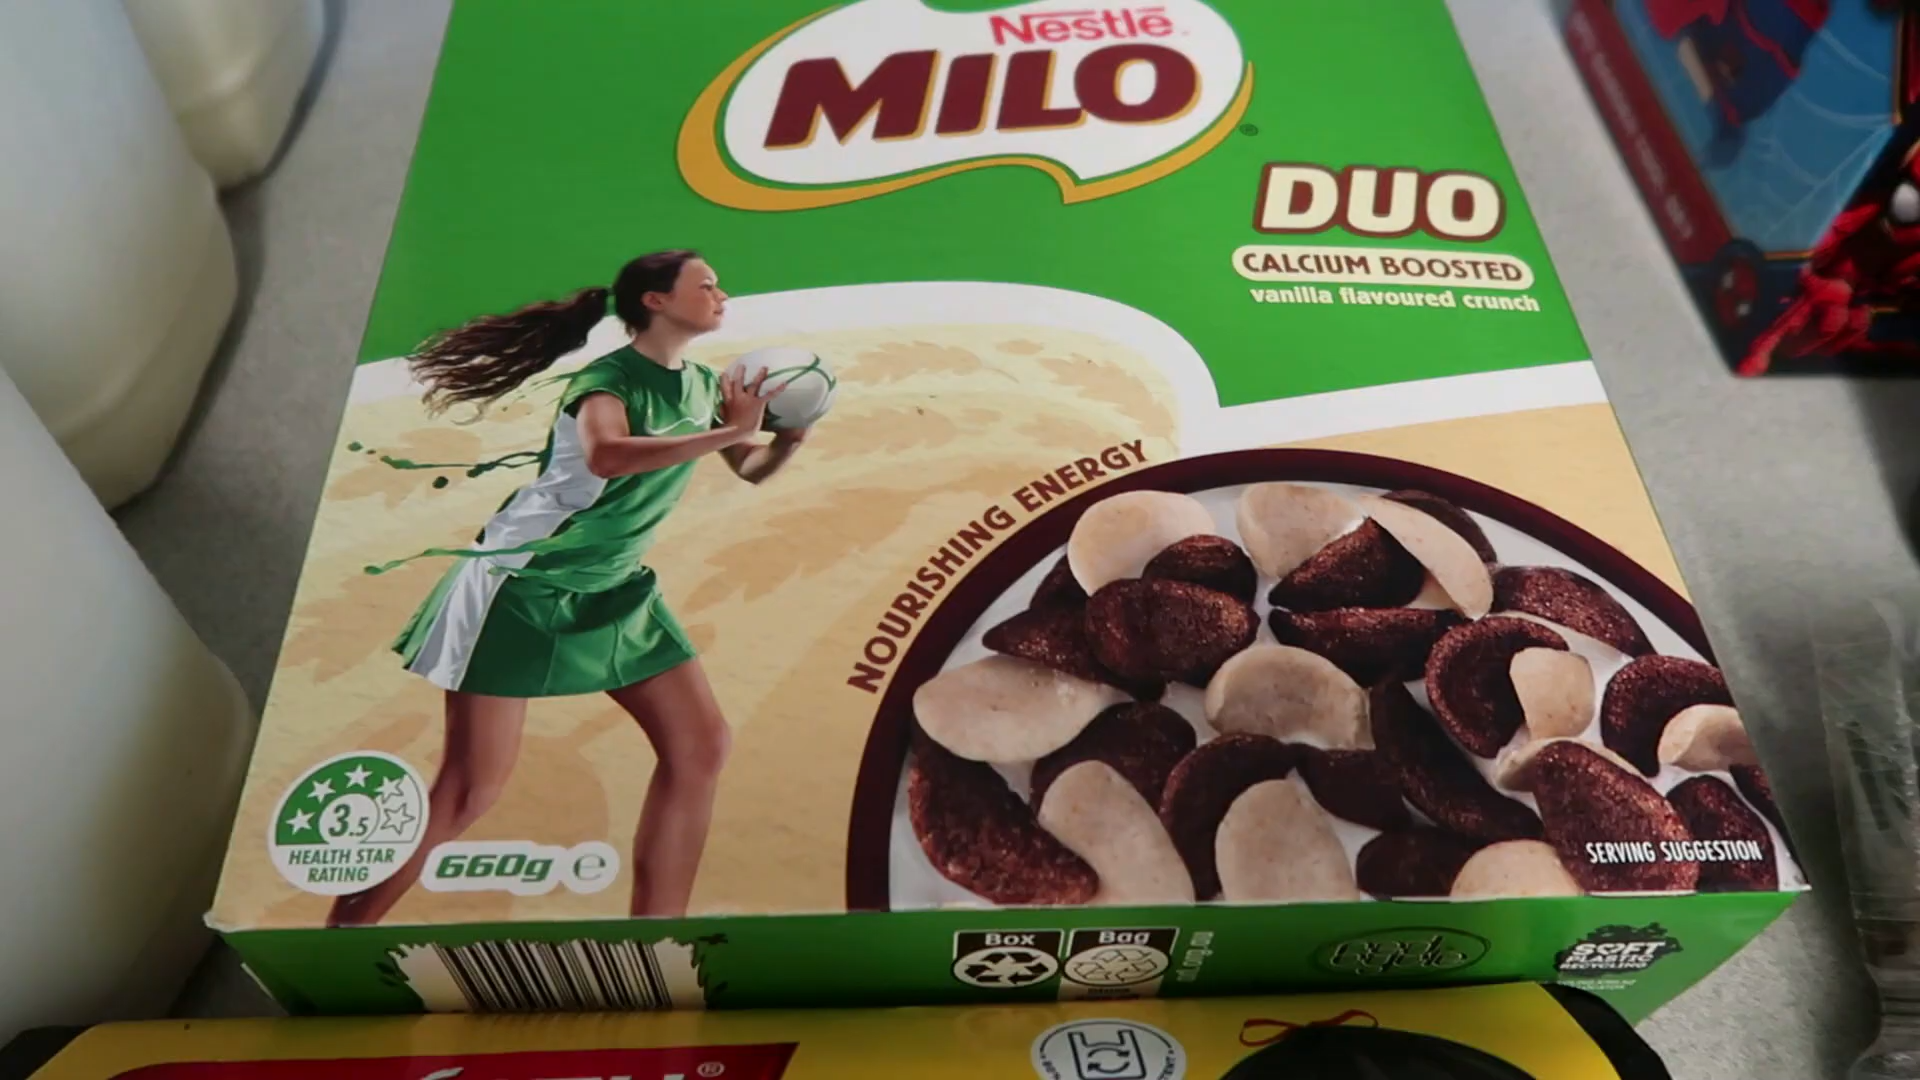 Nestlé
MILO
DUO
CALCIUM BOOSTED
vanilla flavoured crunch
NOURISHING ENERGY
3.5
HEALTH STAR
RATING
660g e
SERVING SUGGESTION
Box
Bag
SOFT
PLASTIC
RECYCLING